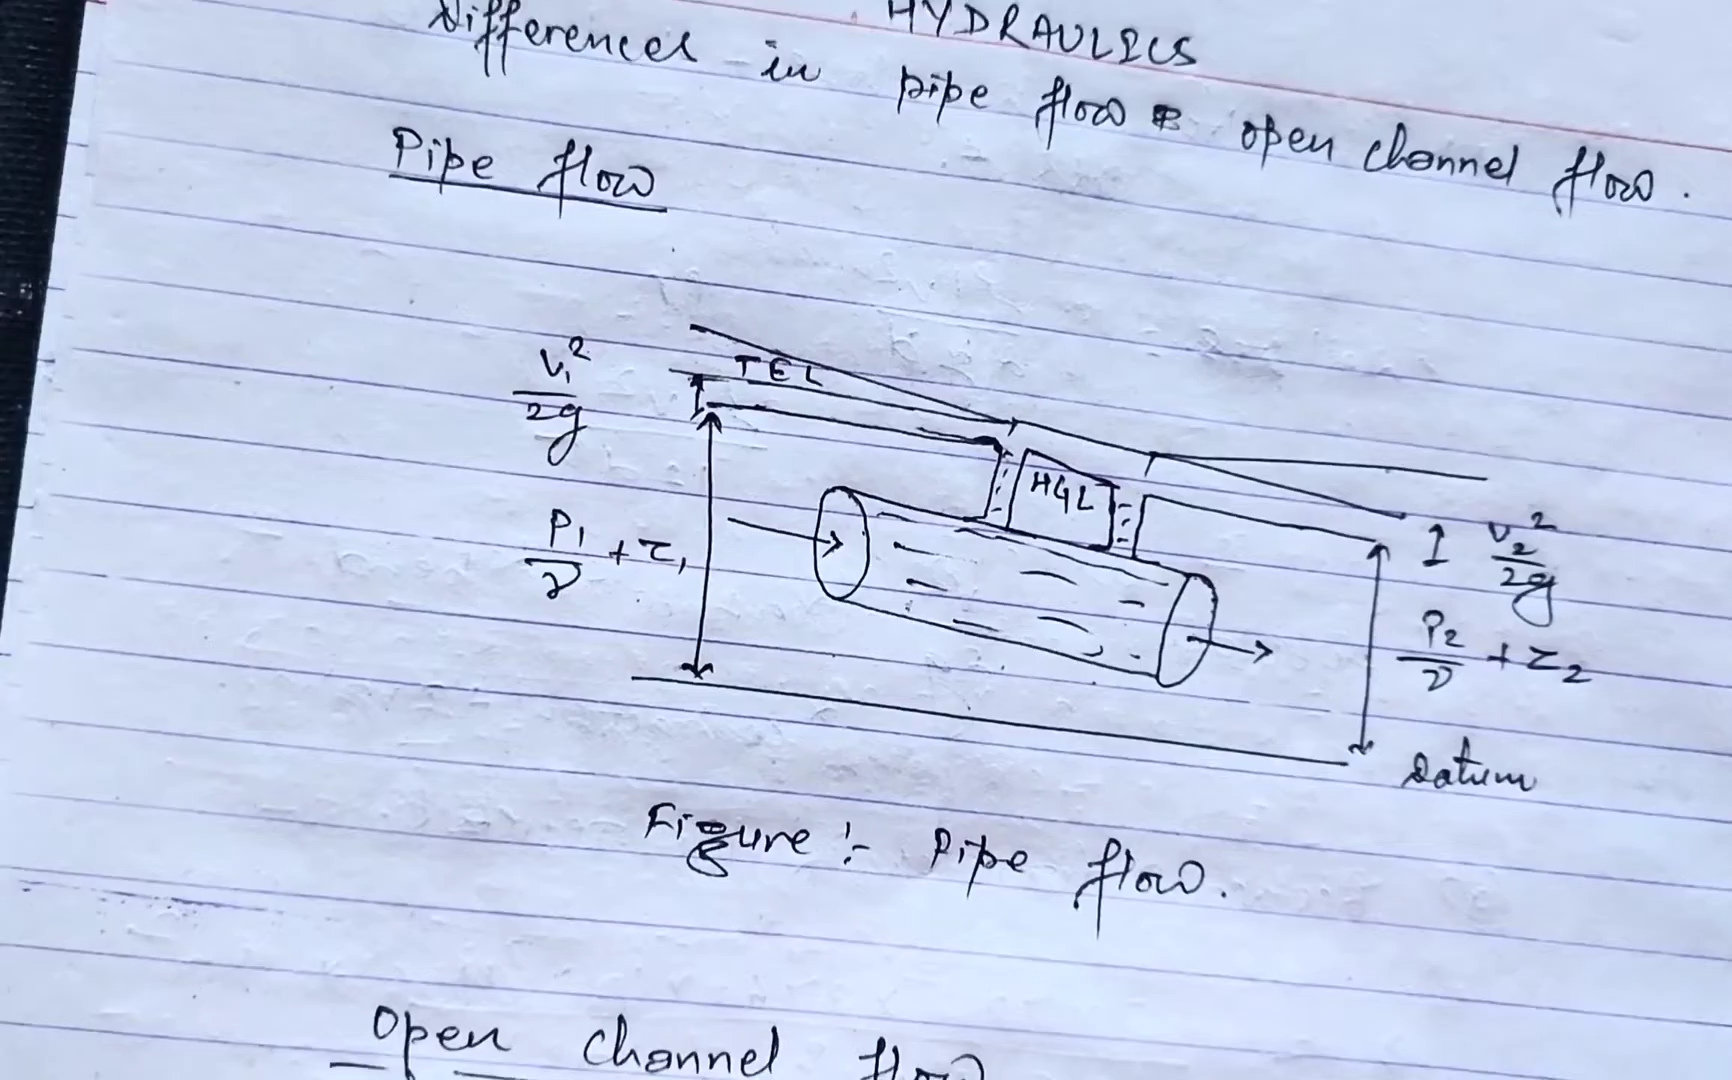 HYDRAULICS
Differences in pipe flow & open channel flow.
Pipe flow
V₁²/2g
TEL
HGL
P₁/γ + Z₁
V₂²/2g
P₂/γ + Z₂
Datum
Figure :- Pipe flow.
Open channel flow